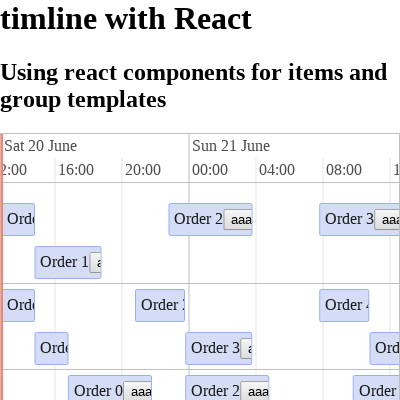 timline with React
Using react components for items and
group templates
Sat 20 June Sun 21 June
2:00 16:00 20:00 00:00 04:00 08:00 1
Orde Order 2 aaa Order 3 aaa
Order 1 a
Orde Order 2 Order 4
Orde Order 3 a Ord
Order 0 aaa Order 2 aaa Order